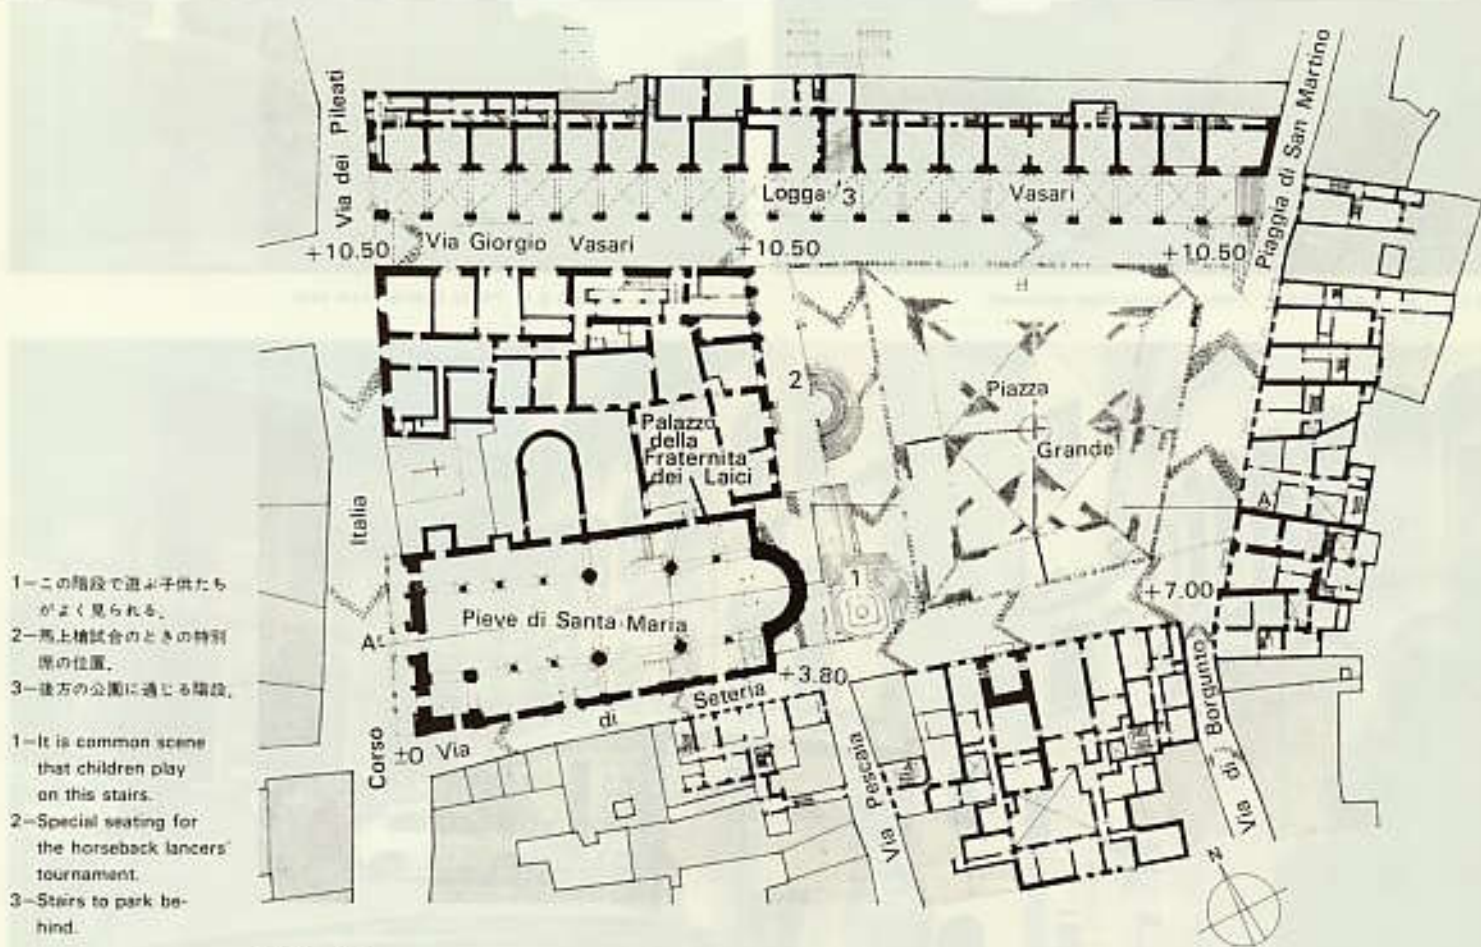 Via dei Pileati
Piaggia di San Martino
Logga 3 Vasari
+10.50 Via Giorgio Vasari +10.50 +10.50
2
Piazza
Grande
Palazzo
della
Fraternita
dei Laici
A
Italia
1
+7.00
Pieve di Santa Maria
A'
+3.80
Via di Seteria
±0
Corso
Via Pescaia
Via di Borgunto
N
1–この階段で遊ぶ子供たち
がよく見られる。
2–馬上槍試合のときの特別
席の位置。
3–後方の公園に通じる階段。
1–It is common scene
that children play
on this stairs.
2–Special seating for
the horseback lancers'
tournament.
3–Stairs to park be-
hind.